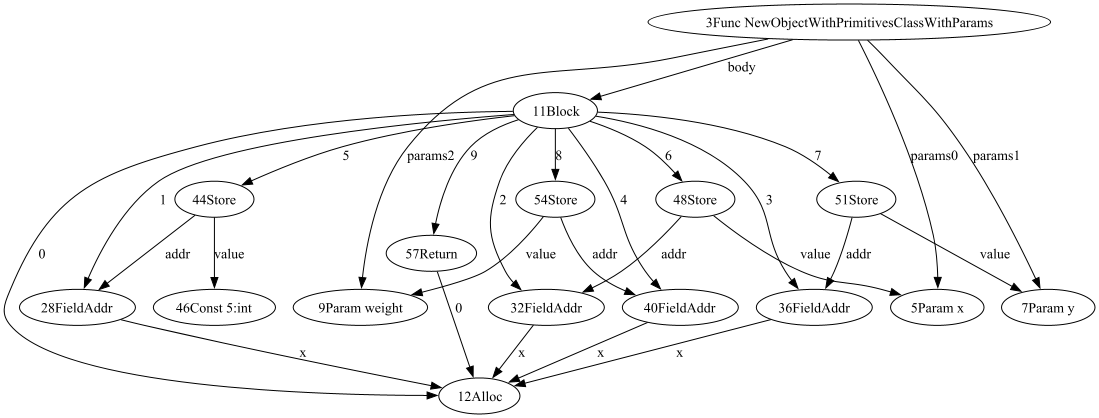 3Func NewObjectWithPrimitivesClassWithParams
body
11Block
5
params2
9
8
6
7
params0
params1
44Store
1
2
54Store
4
48Store
3
51Store
0
addr
value
57Return
value
addr
addr
value
addr
value
28FieldAddr
46Const 5:int
9Param weight
0
32FieldAddr
40FieldAddr
36FieldAddr
5Param x
7Param y
x
x
x
x
12Alloc